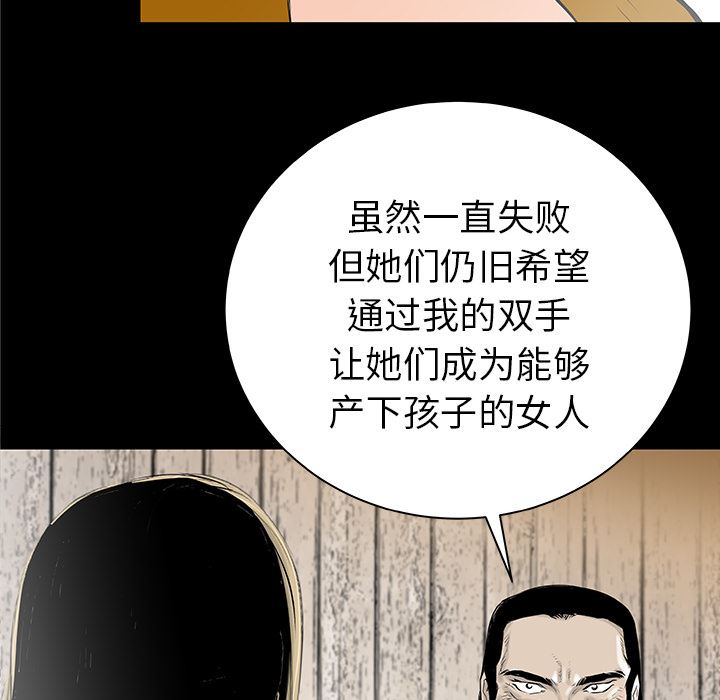 虽然一直失败
但她们仍旧希望
通过我的双手
让她们成为能够
产下孩子的女人